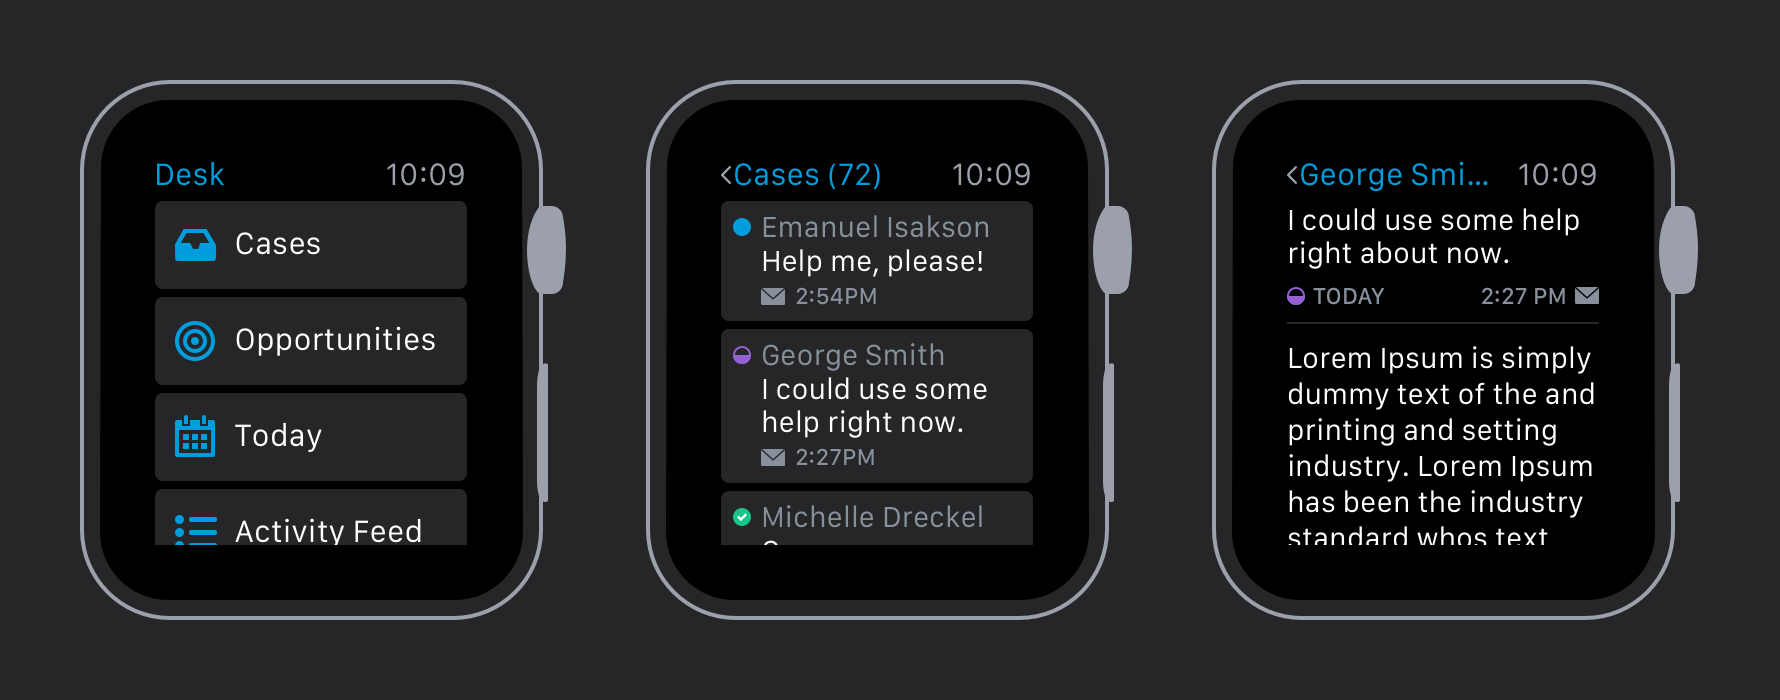 Desk 10:09
Cases
Opportunities
Today
Activity Feed
Cases (72) 10:09
Emanuel Isakson
Help me, please!
2:54PM
George Smith
I could use some
help right now.
2:27PM
Michelle Dreckel
George Smi... 10:09
I could use some help
right about now.
TODAY 2:27 PM
Lorem Ipsum is simply
dummy text of the and
printing and setting
industry. Lorem Ipsum
has been the industry
standard whos text